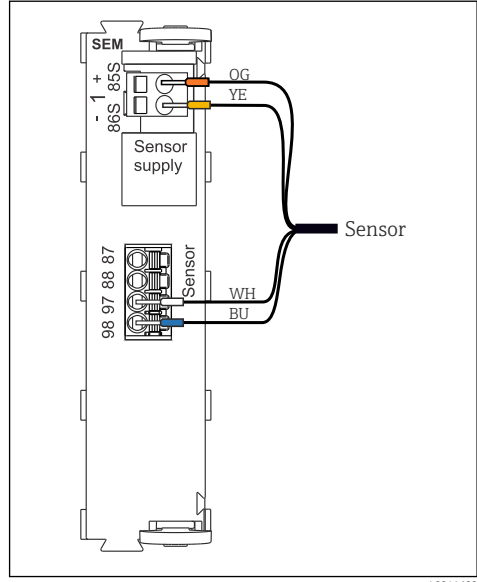 SEM
+ 85S
1
- 86S
OG
YE
Sensor
supply
Sensor
87
88
97
98
Sensor
WH
BU